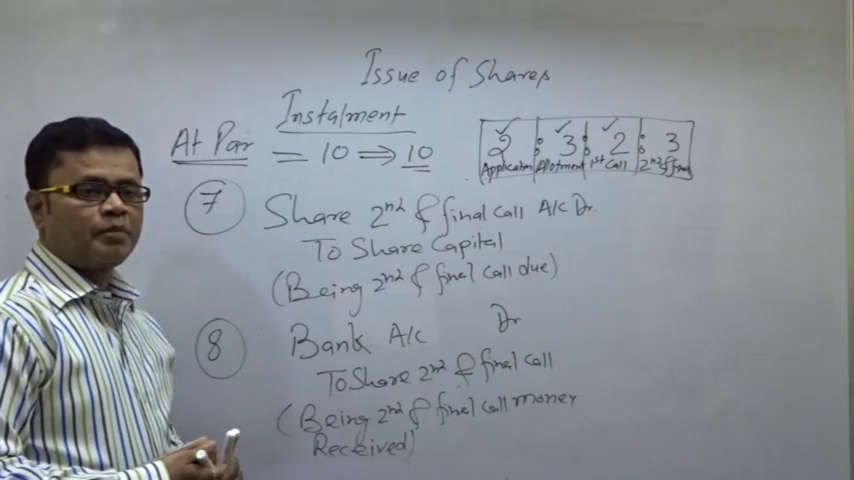 Issue of Shares
Instalment
At Par = 10 ⇒ 10
2 : 3 : 2 : 3
Application Allotment 1st Call 2nd & final
7 Share 2nd & final call A/c Dr.
To Share Capital
(Being 2nd & final call due)
8 Bank A/c Dr
To Share 2nd & final call
(Being 2nd & final call money
Received)